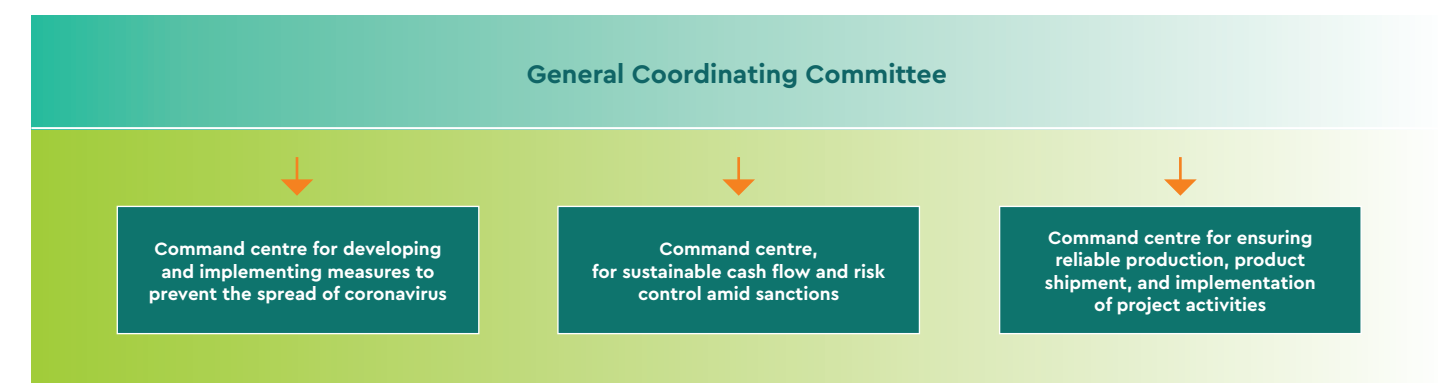 General Coordinating Committee
Command centre for developing
and implementing measures to
prevent the spread of coronavirus
Command centre,
for sustainable cash flow and risk
control amid sanctions
Command centre for ensuring
reliable production, product
shipment, and implementation
of project activities